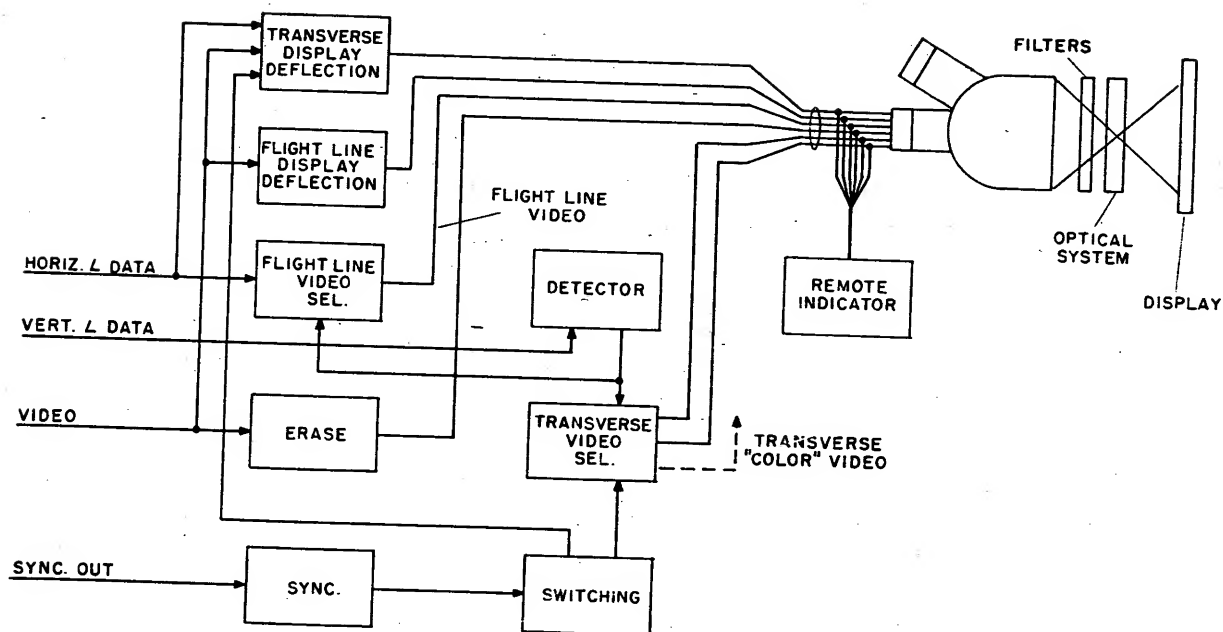 TRANSVERSE
DISPLAY
DEFLECTION
FLIGHT LINE
DISPLAY
DEFLECTION
FLIGHT LINE
VIDEO
FILTERS
OPTICAL
SYSTEM
DISPLAY
HORIZ. L DATA
FLIGHT LINE
VIDEO
SEL.
DETECTOR
REMOTE
INDICATOR
VERT. L DATA
VIDEO
ERASE
TRANSVERSE
VIDEO
SEL.
TRANSVERSE
"COLOR" VIDEO
SYNC. OUT
SYNC.
SWITCHING